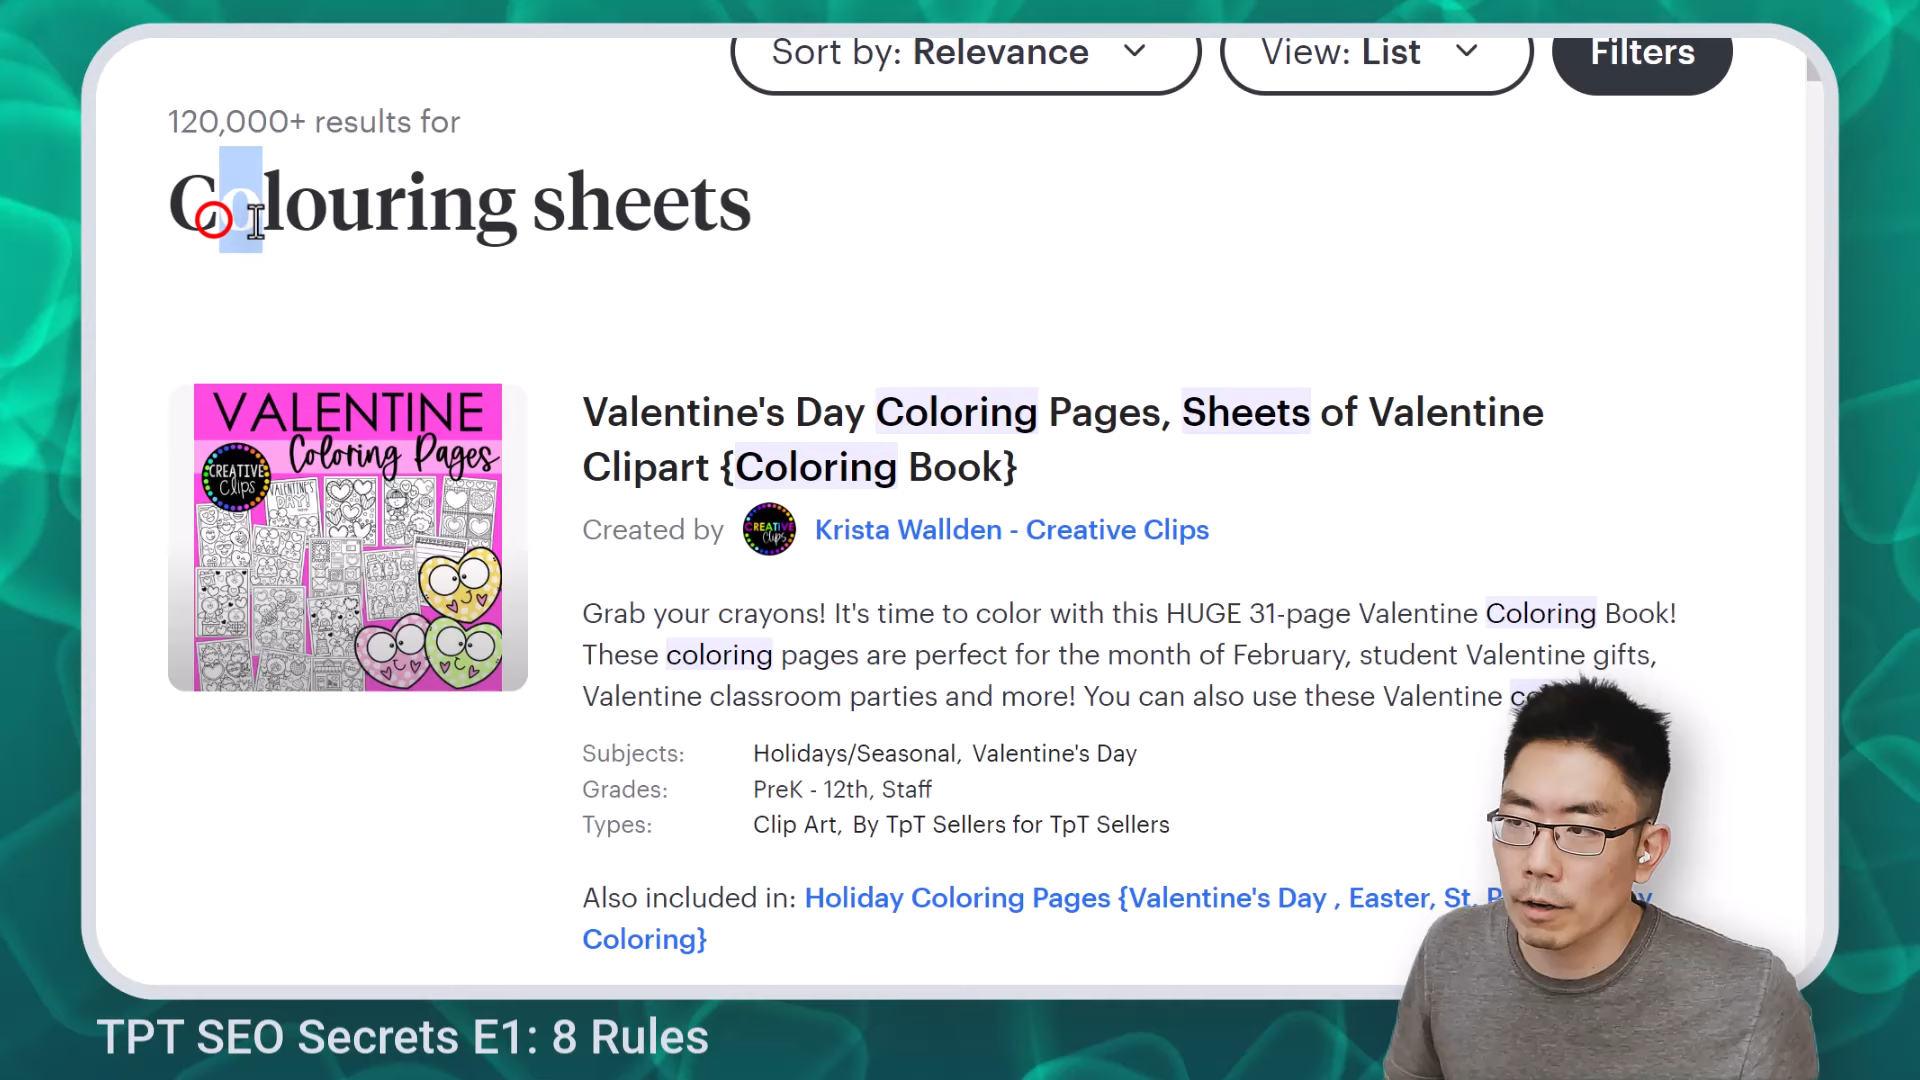 Sort by: Relevance
View: List
Filters
120,000+ results for
Colouring sheets
VALENTINE
Coloring Pages
CREATIVE
Clips
VALENTINE'S
DAY!
Valentine's Day Coloring Pages, Sheets of Valentine
Clipart {Coloring Book}
Created by
CREATIVE
Clips
Krista Wallden - Creative Clips
Grab your crayons! It's time to color with this HUGE 31-page Valentine Coloring Book!
These coloring pages are perfect for the month of February, student Valentine gifts,
Valentine classroom parties and more! You can also use these Valentine
Subjects: Holidays/Seasonal, Valentine's Day
Grades: PreK - 12th, Staff
Types: Clip Art, By TpT Sellers for TpT Sellers
Also included in: Holiday Coloring Pages {Valentine's Day , Easter, St.
Coloring}
TPT SEO Secrets E1: 8 Rules